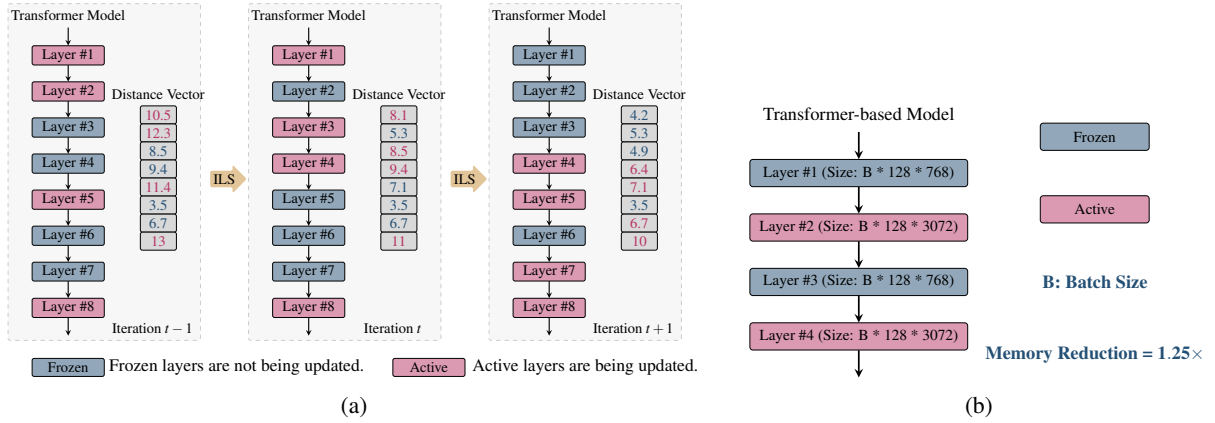 Transformer Model
Layer #1
Layer #2
Layer #3
Layer #4
Layer #5
Layer #6
Layer #7
Layer #8
Distance Vector
10.5
12.3
8.5
9.4
11.4
3.5
6.7
13
Iteration t − 1
ILS
Transformer Model
Layer #1
Layer #2
Layer #3
Layer #4
Layer #5
Layer #6
Layer #7
Layer #8
Distance Vector
8.1
5.3
8.5
9.4
7.1
3.5
6.7
11
Iteration t
ILS
Transformer Model
Layer #1
Layer #2
Layer #3
Layer #4
Layer #5
Layer #6
Layer #7
Layer #8
Distance Vector
4.2
5.3
4.9
6.4
7.1
3.5
6.7
10
Iteration t + 1
Frozen Frozen layers are not being updated.
Active Active layers are being updated.
(a)
Transformer-based Model
Layer #1 (Size: B * 128 * 768)
Layer #2 (Size: B * 128 * 3072)
Layer #3 (Size: B * 128 * 768)
Layer #4 (Size: B * 128 * 3072)
Frozen
Active
B: Batch Size
Memory Reduction = 1.25×
(b)